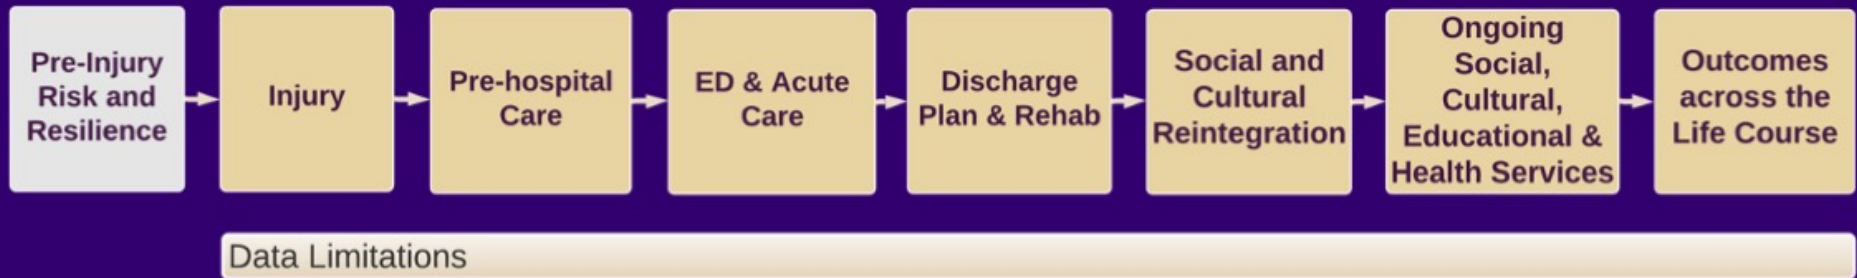 Pre-Injury
Risk and
Resilience
Injury
Pre-hospital
Care
ED & Acute
Care
Discharge
Plan & Rehab
Social and
Cultural
Reintegration
Ongoing
Social,
Cultural,
Educational &
Health Services
Outcomes
across the
Life Course
Data Limitations